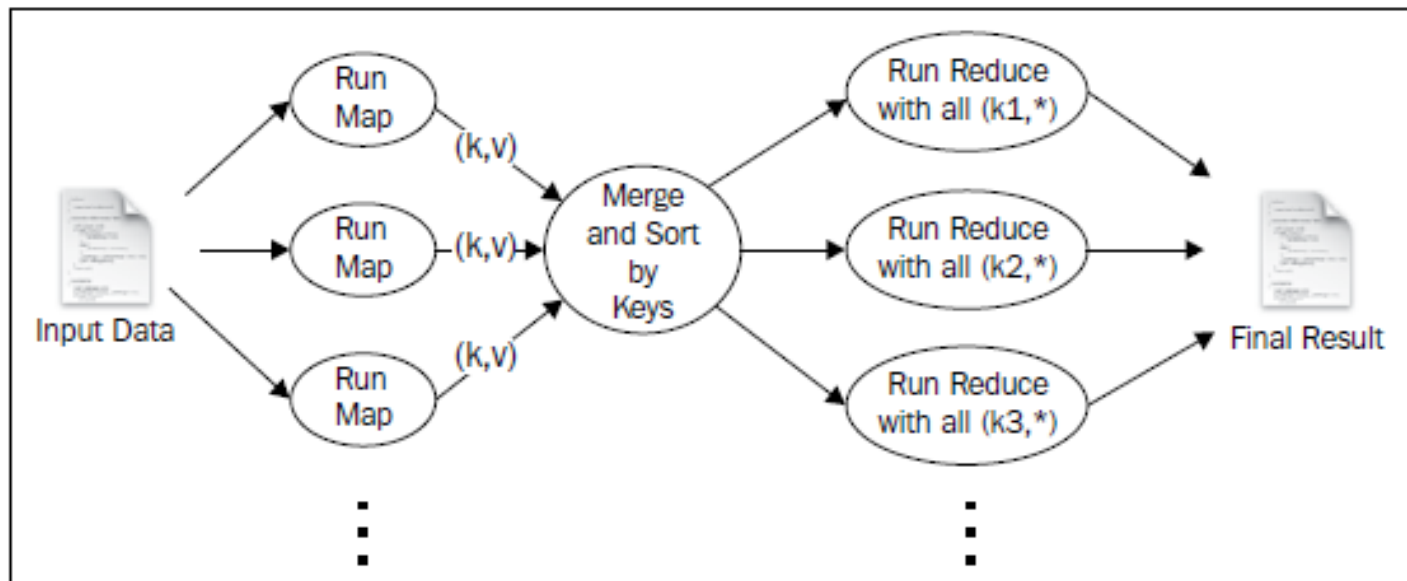 Input Data
Run
Map
Run
Map
Run
Map
(k,v)
(k,v)
(k,v)
Merge
and Sort
by
Keys
Run Reduce
with all (k1,*)
Run Reduce
with all (k2,*)
Run Reduce
with all (k3,*)
Final Result